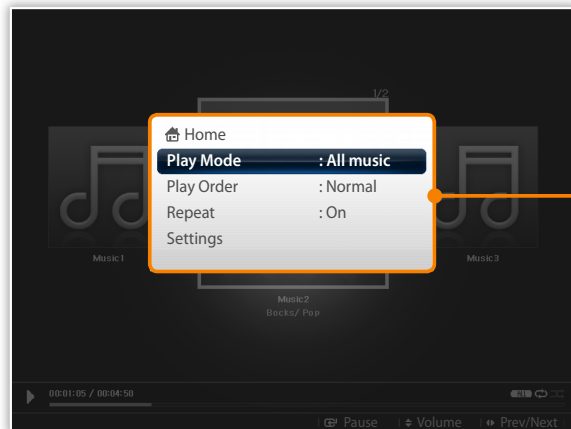 1/2
Home
Play Mode : All music
Play Order : Normal
Repeat : On
Settings
Music1
Music3
Music2
Rocks/ Pop
00:01:05 / 00:04:50
Pause Volume Prev/Next